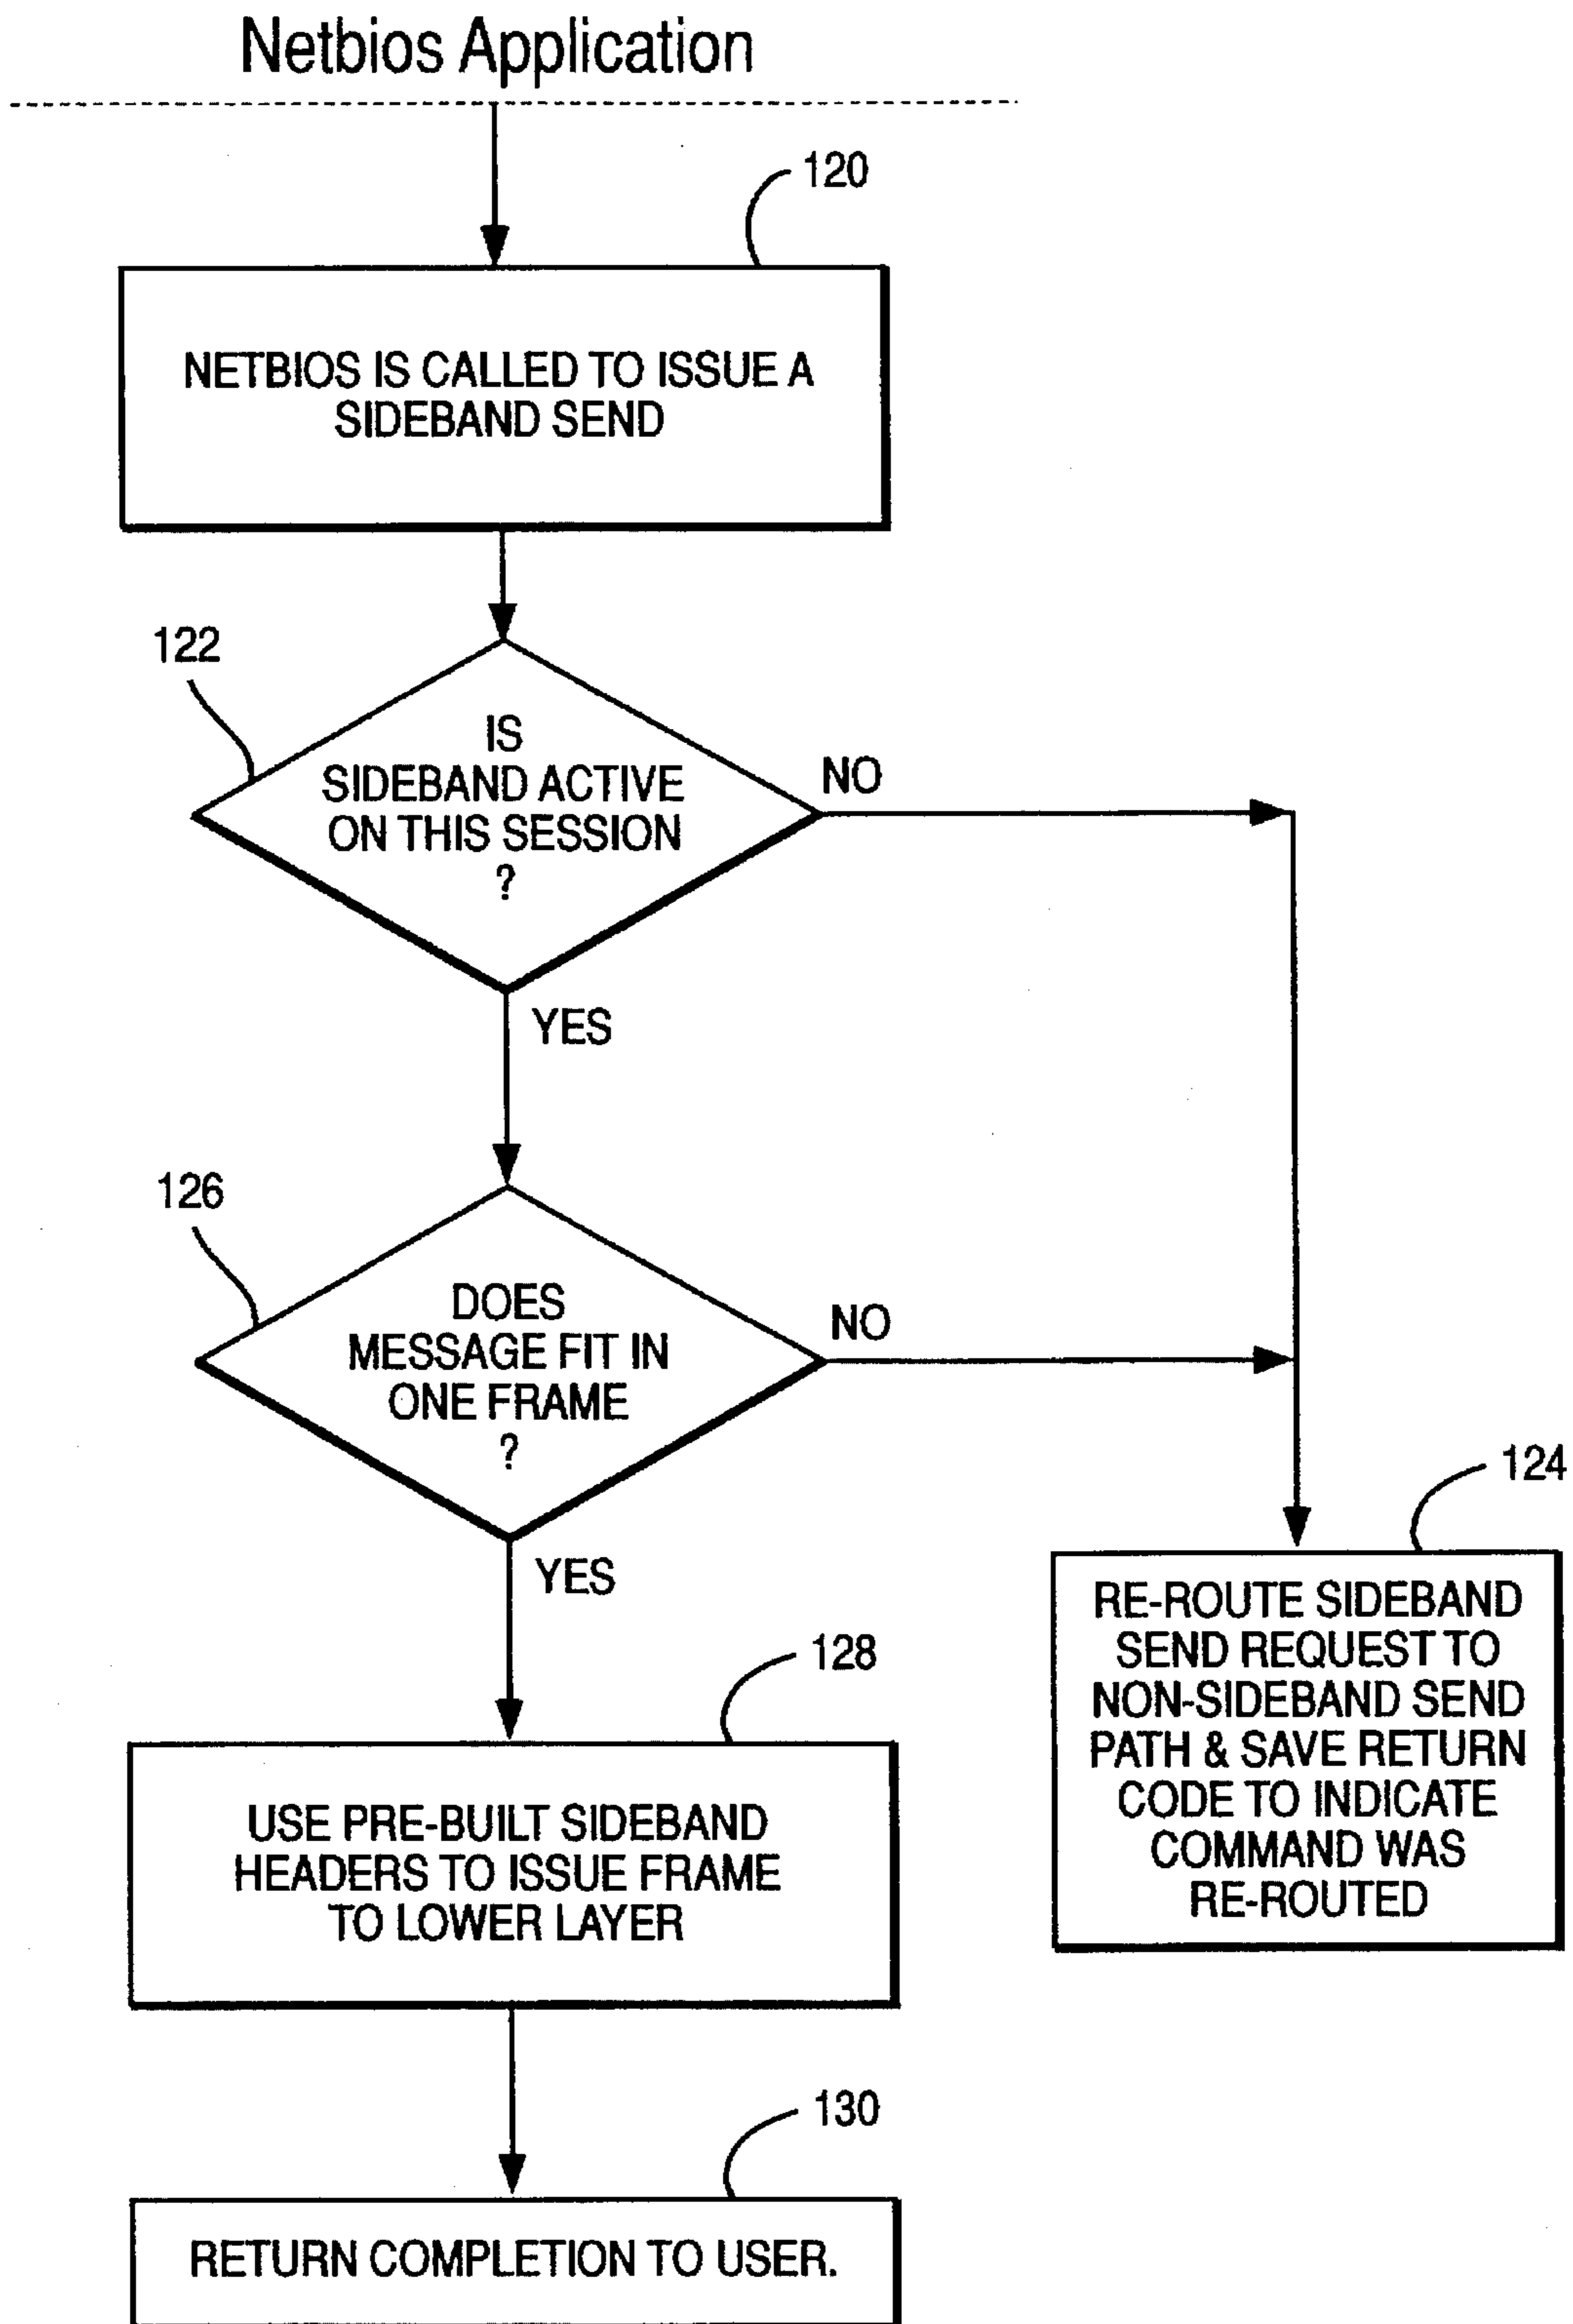 Netbios Application
120
NETBIOS IS CALLED TO ISSUE A
SIDEBAND SEND
122
IS
SIDEBAND ACTIVE
ON THIS SESSION
?
NO
YES
126
DOES
MESSAGE FIT IN
ONE FRAME
?
NO
YES
124
RE-ROUTE SIDEBAND
SEND REQUEST TO
NON-SIDEBAND SEND
PATH & SAVE RETURN
CODE TO INDICATE
COMMAND WAS
RE-ROUTED
128
USE PRE-BUILT SIDEBAND
HEADERS TO ISSUE FRAME
TO LOWER LAYER
130
RETURN COMPLETION TO USER.